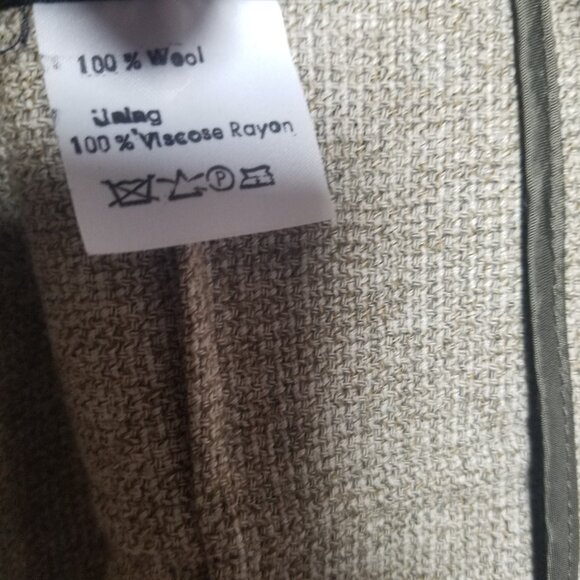 100 % Wool
Lining
100 % Viscose Rayon
P